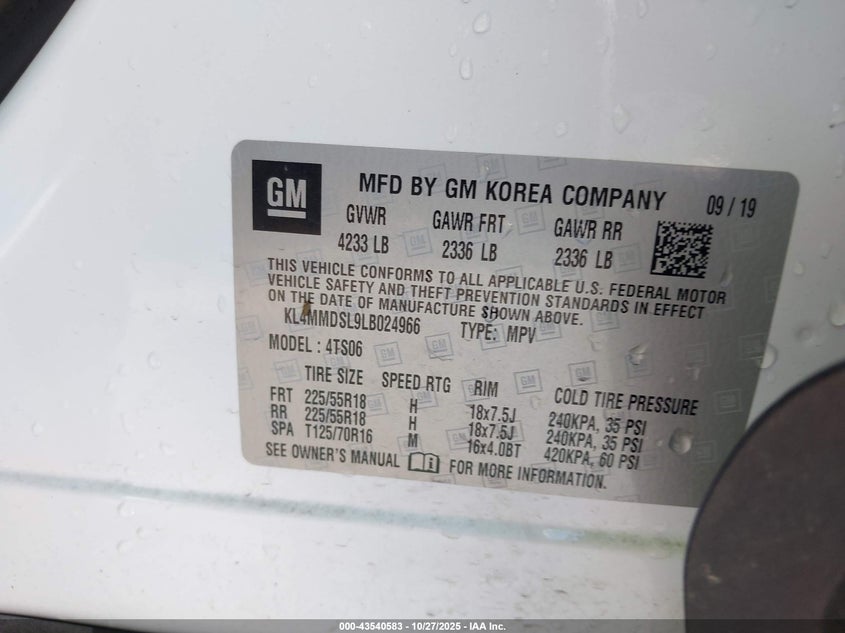 GM
MFD BY GM KOREA COMPANY 09 / 19
GVWR GAWR FRT GAWR RR
4233 LB 2336 LB 2336 LB
THIS VEHICLE CONFORMS TO ALL APPLICABLE U.S. FEDERAL MOTOR
VEHICLE SAFETY AND THEFT PREVENTION STANDARDS IN EFFECT
ON THE DATE OF MANUFACTURE SHOWN ABOVE.
KL4MMDSL9LB024966 TYPE: MPV
MODEL : 4TS06
TIRE SIZE SPEED RTG RIM COLD TIRE PRESSURE
FRT 225/55R18 H 18x7.5J 240KPA, 35 PSI
RR 225/55R18 H 18x7.5J 240KPA, 35 PSI
SPA T125/70R16 M 16x4.0BT 420KPA, 60 PSI
SEE OWNER'S MANUAL FOR MORE INFORMATION.
000-43540583 | 10/27/2025 | IAA Inc.